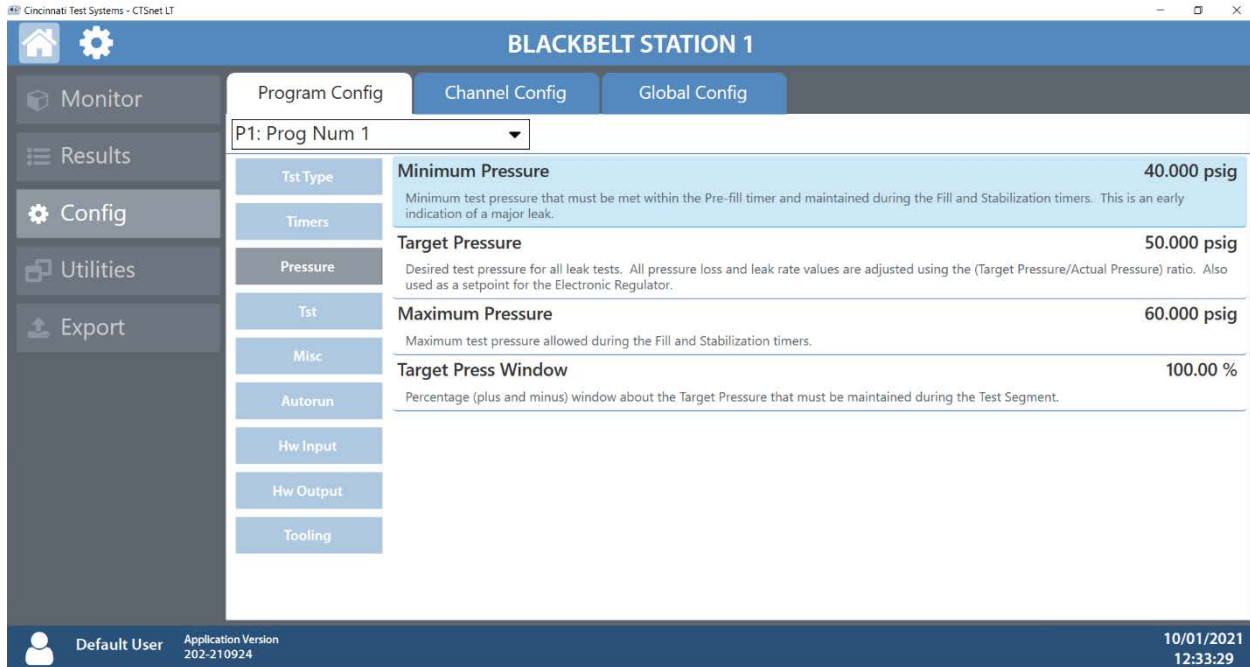 Cincinnati Test Systems - CTSnet LT
BLACKBELT STATION 1
Monitor
Results
Config
Utilities
Export
Program Config
Channel Config
Global Config
P1: Prog Num 1
Tst Type
Timers
Pressure
Tst
Misc
Autorun
Hw Input
Hw Output
Tooling
Minimum Pressure 40.000 psig
Minimum test pressure that must be met within the Pre-fill timer and maintained during the Fill and Stabilization timers. This is an early
indication of a major leak.
Target Pressure 50.000 psig
Desired test pressure for all leak tests. All pressure loss and leak rate values are adjusted using the (Target Pressure/Actual Pressure) ratio. Also
used as a setpoint for the Electronic Regulator.
Maximum Pressure 60.000 psig
Maximum test pressure allowed during the Fill and Stabilization timers.
Target Press Window 100.00 %
Percentage (plus and minus) window about the Target Pressure that must be maintained during the Test Segment.
Default User
Application Version
202-210924
10/01/2021
12:33:29